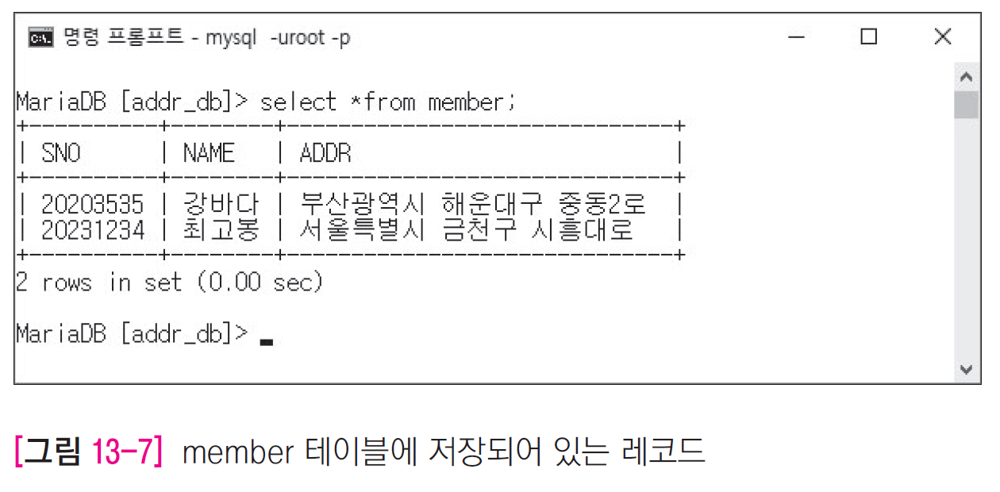 명령 프롬프트 - mysql -uroot -p
MariaDB [addr_db]> select *from member;
+----------+--------+------------------------------+
| SNO | NAME | ADDR |
+----------+--------+------------------------------+
| 20203535 | 강바다 | 부산광역시 해운대구 중동2로 |
| 20231234 | 최고봉 | 서울특별시 금천구 시흥대로 |
+----------+--------+------------------------------+
2 rows in set (0.00 sec)
MariaDB [addr_db]> _
[그림 13-7] member 테이블에 저장되어 있는 레코드